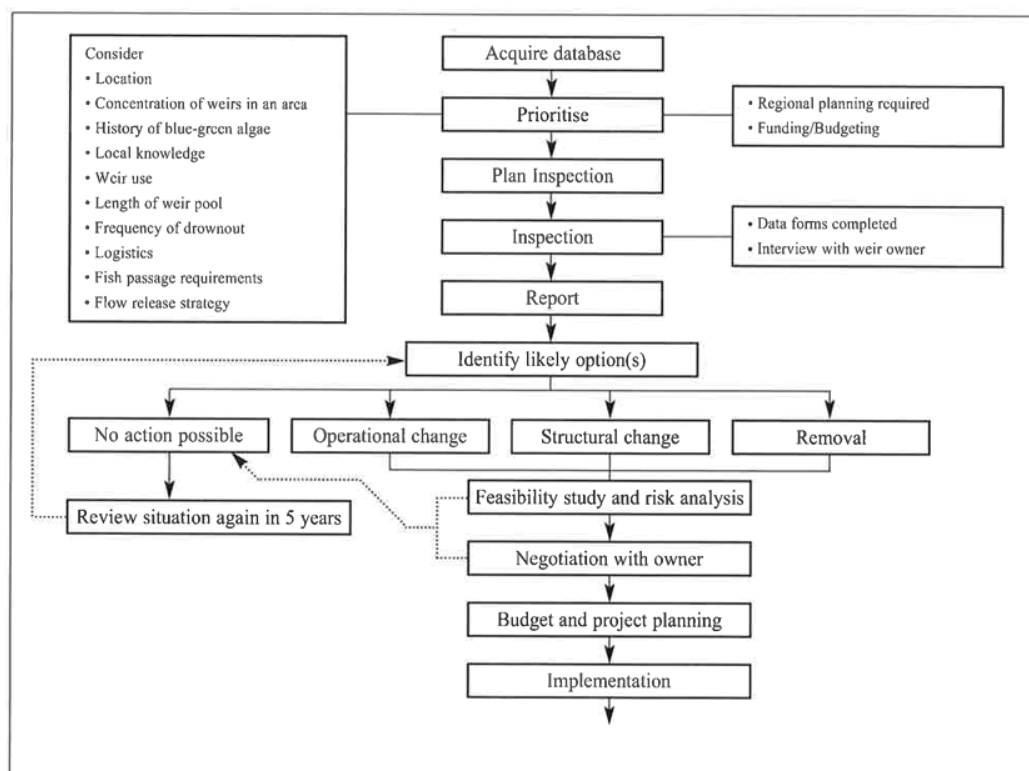 Consider
• Location
• Concentration of weirs in an area
• History of blue-green algae
• Local knowledge
• Weir use
• Length of weir pool
• Frequency of drownout
• Logistics
• Fish passage requirements
• Flow release strategy
Acquire database
Prioritise
• Regional planning required
• Funding/Budgeting
Plan Inspection
Inspection
• Data forms completed
• Interview with weir owner
Report
Identify likely option(s)
No action possible
Operational change
Structural change
Removal
Review situation again in 5 years
Feasibility study and risk analysis
Negotiation with owner
Budget and project planning
Implementation